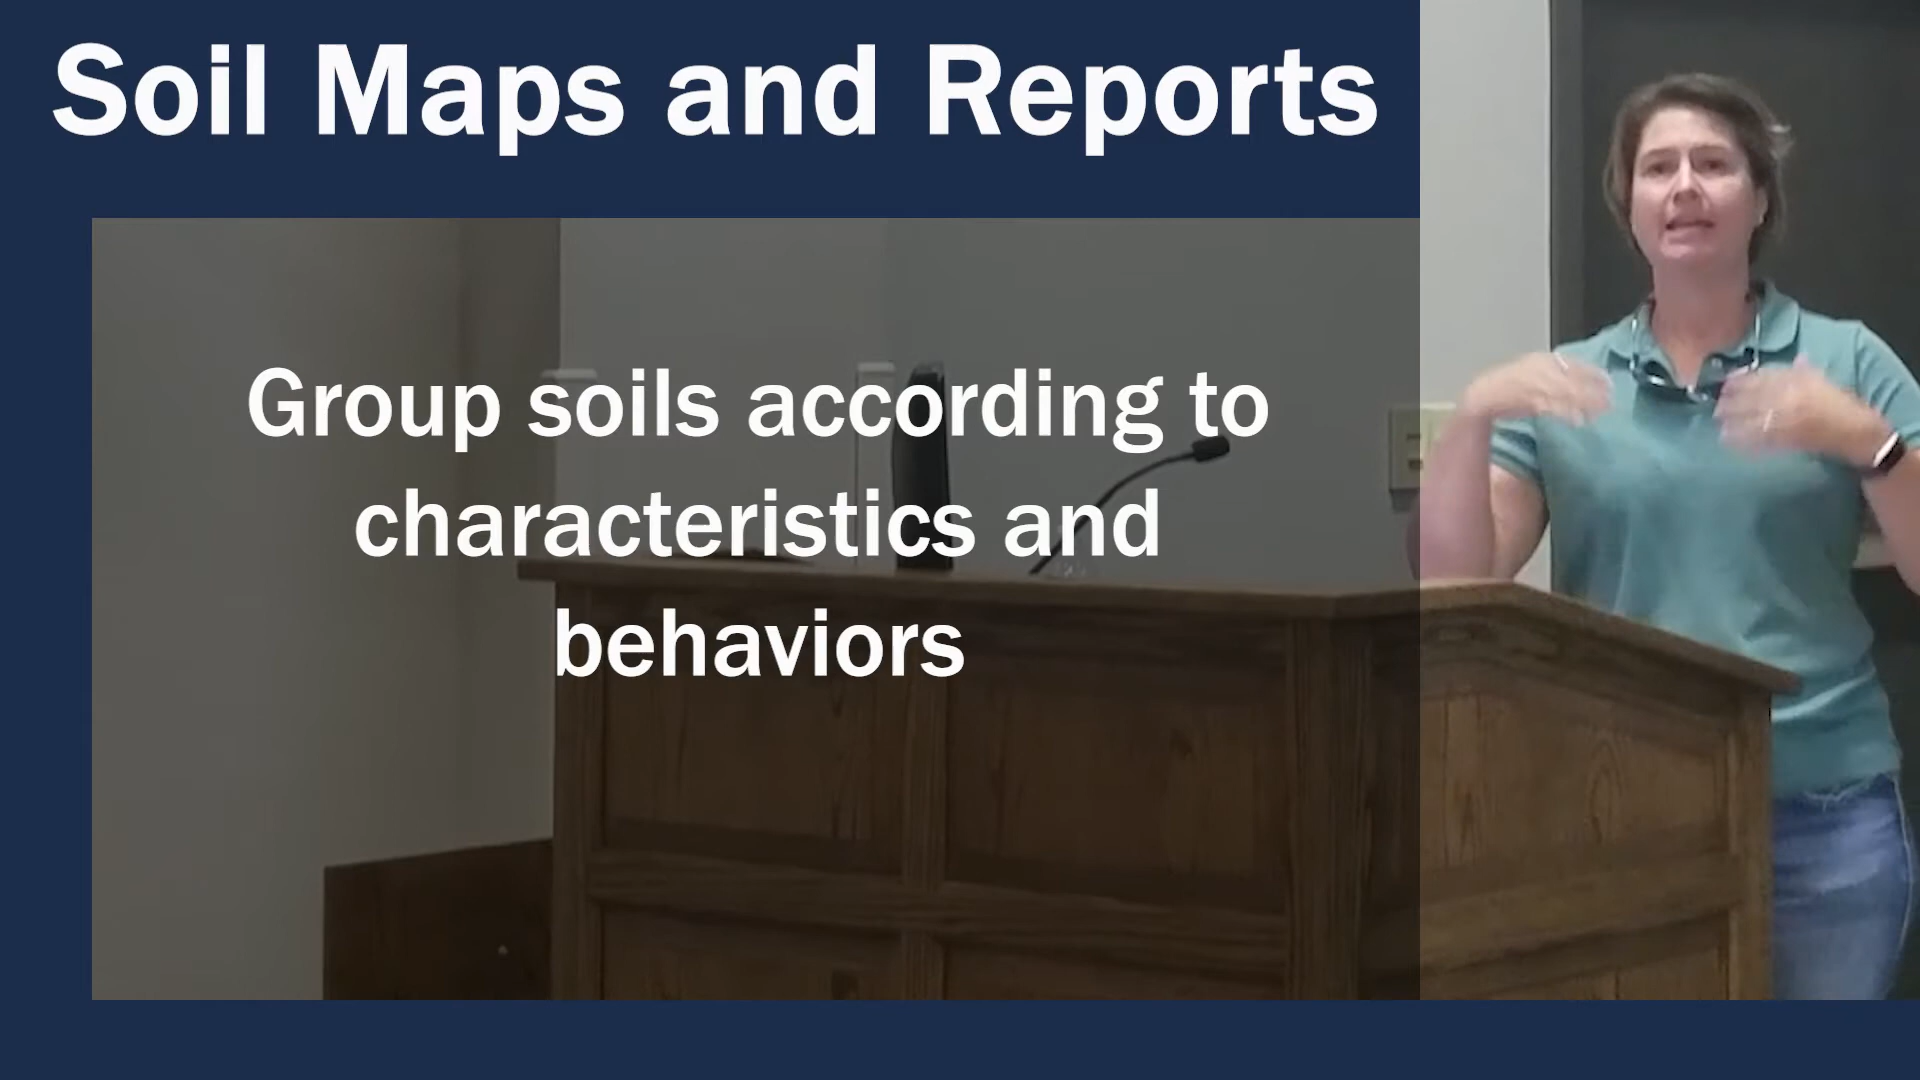 Soil Maps and Reports
Group soils according to
characteristics and
behaviors